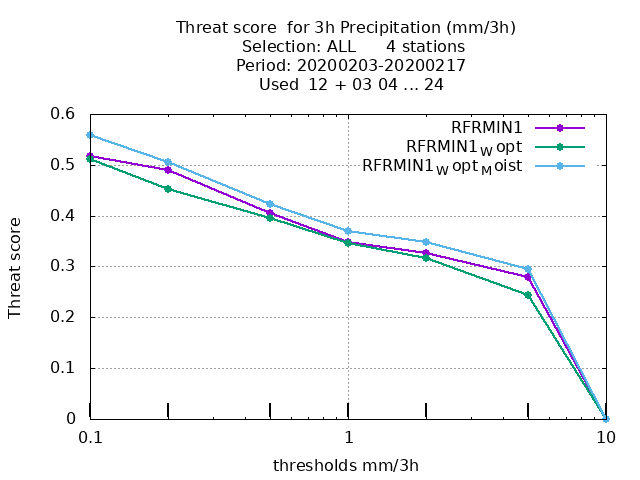 Threat score  for 3h Precipitation (mm/3h)
Selection: ALL      4 stations
Period: 20200203-20200217
Used  12 + 03 04 ... 24
RFRMIN1
RFRMIN1_W opt
RFRMIN1_W opt_M oist
0.6
0.5
0.4
0.3
0.2
0.1
0
Threat score
0.1
1
10
thresholds mm/3h